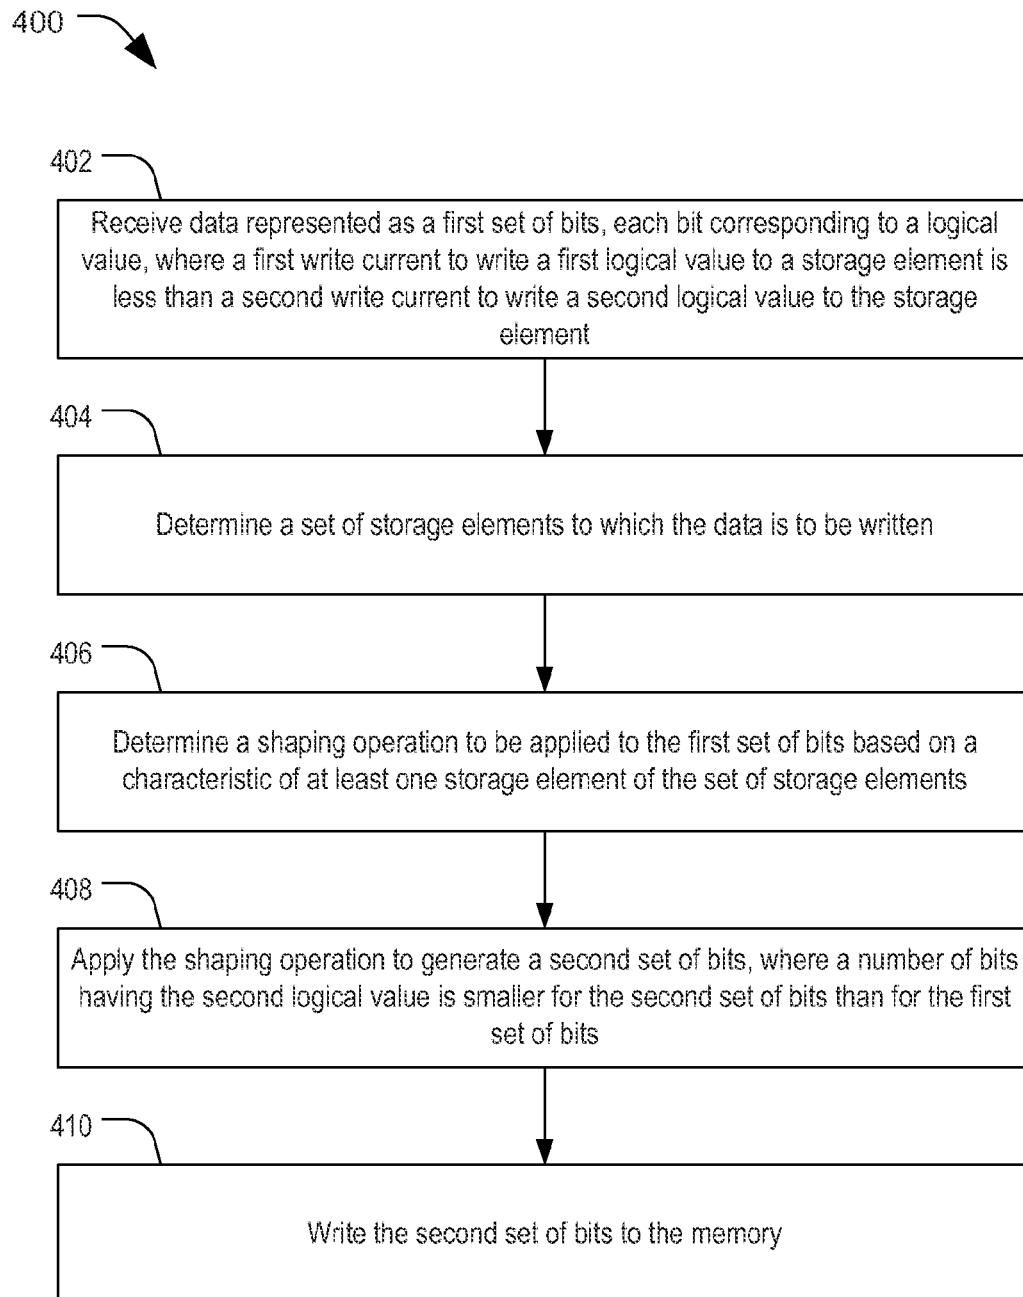 400
402
Receive data represented as a first set of bits, each bit corresponding to a logical
value, where a first write current to write a first logical value to a storage element is
less than a second write current to write a second logical value to the storage
element
404
Determine a set of storage elements to which the data is to be written
406
Determine a shaping operation to be applied to the first set of bits based on a
characteristic of at least one storage element of the set of storage elements
408
Apply the shaping operation to generate a second set of bits, where a number of bits
having the second logical value is smaller for the second set of bits than for the first
set of bits
410
Write the second set of bits to the memory